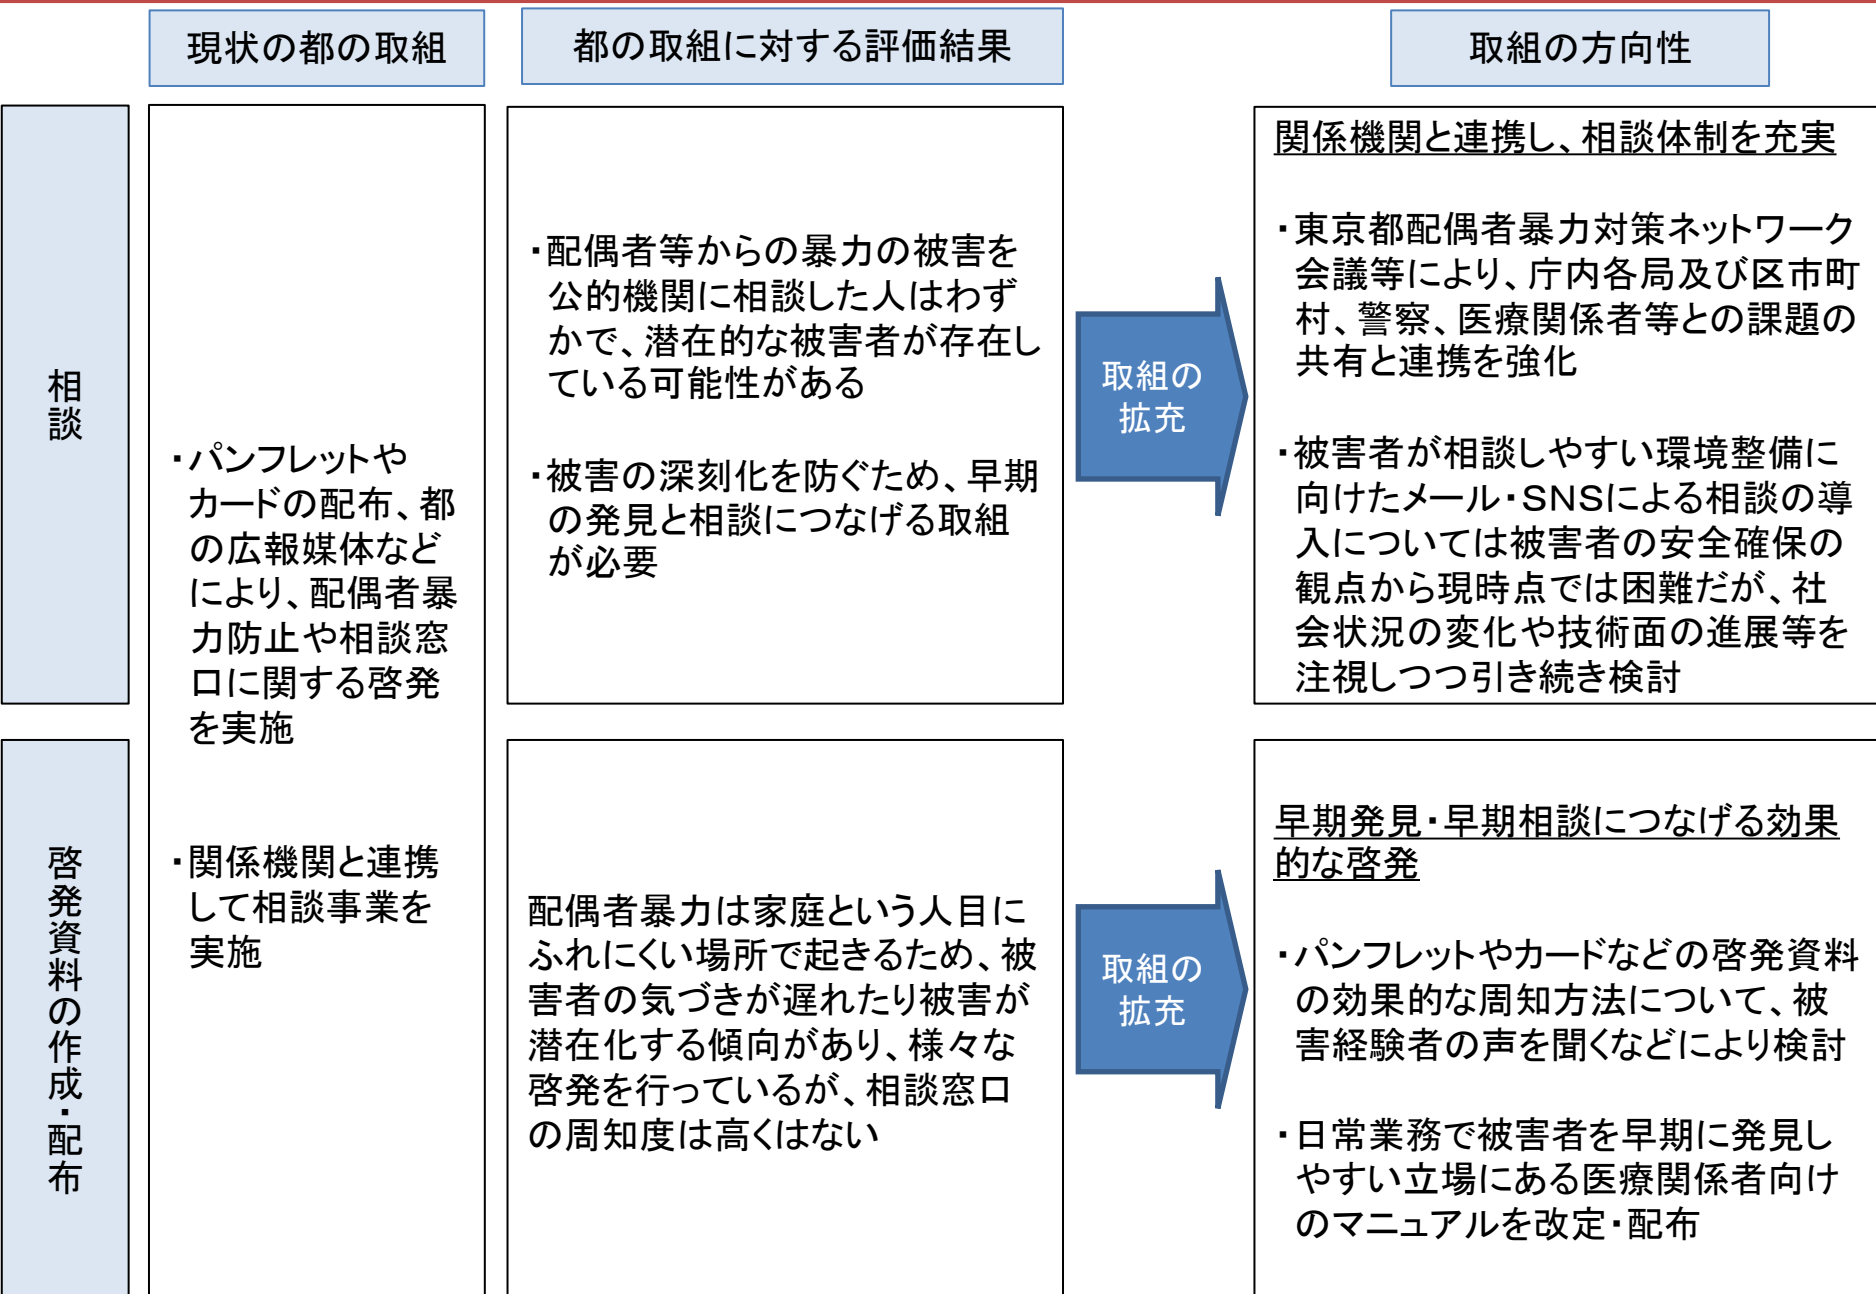 現状の都の取組
都の取組に対する評価結果
取組の方向性
相談
・パンフレットや
カードの配布、都
の広報媒体など
により、配偶者暴
力防止や相談窓
口に関する啓発
を実施
・関係機関と連携
して相談事業を
実施
・配偶者等からの暴力の被害を
公的機関に相談した人はわず
かで、潜在的な被害者が存在し
ている可能性がある
・被害の深刻化を防ぐため、早期
の発見と相談につなげる取組
が必要
取組の
拡充
関係機関と連携し、相談体制を充実
・東京都配偶者暴力対策ネットワーク
会議等により、庁内各局及び区市町
村、警察、医療関係者等との課題の
共有と連携を強化
・被害者が相談しやすい環境整備に
向けたメール・SNSによる相談の導
入については被害者の安全確保の
観点から現時点では困難だが、社
会状況の変化や技術面の進展等を
注視しつつ引き続き検討
啓発資料の作成・配布
配偶者暴力は家庭という人目に
ふれにくい場所で起きるため、被
害者の気づきが遅れたり被害が
潜在化する傾向があり、様々な
啓発を行っているが、相談窓口
の周知度は高くはない
取組の
拡充
早期発見・早期相談につなげる効果
的な啓発
・パンフレットやカードなどの啓発資料
の効果的な周知方法について、被
害経験者の声を聞くなどにより検討
・日常業務で被害者を早期に発見し
やすい立場にある医療関係者向け
のマニュアルを改定・配布